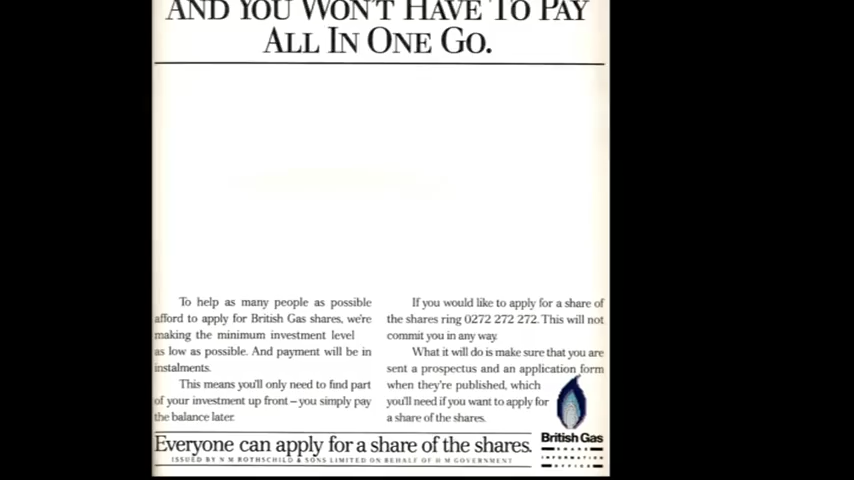 AND YOU WON'T HAVE TO PAY
ALL IN ONE GO.
To help as many people as possible
afford to apply for British Gas shares, we're
making the minimum investment level
as low as possible. And payment will be in
instalments.
This means you'll only need to find part
of your investment up front – you simply pay
the balance later.
If you would like to apply for a share of
the shares ring 0272 272 272. This will not
commit you in any way.
What it will do is make sure that you are
sent a prospectus and an application form
when they're published, which
you'll need if you want to apply for
a share of the shares.
Everyone can apply for a share of the shares.
ISSUED BY N M ROTHSCHILD & SONS LIMITED ON BEHALF OF H M GOVERNMENT
British Gas
SHARE
INFORMATION
OFFICE